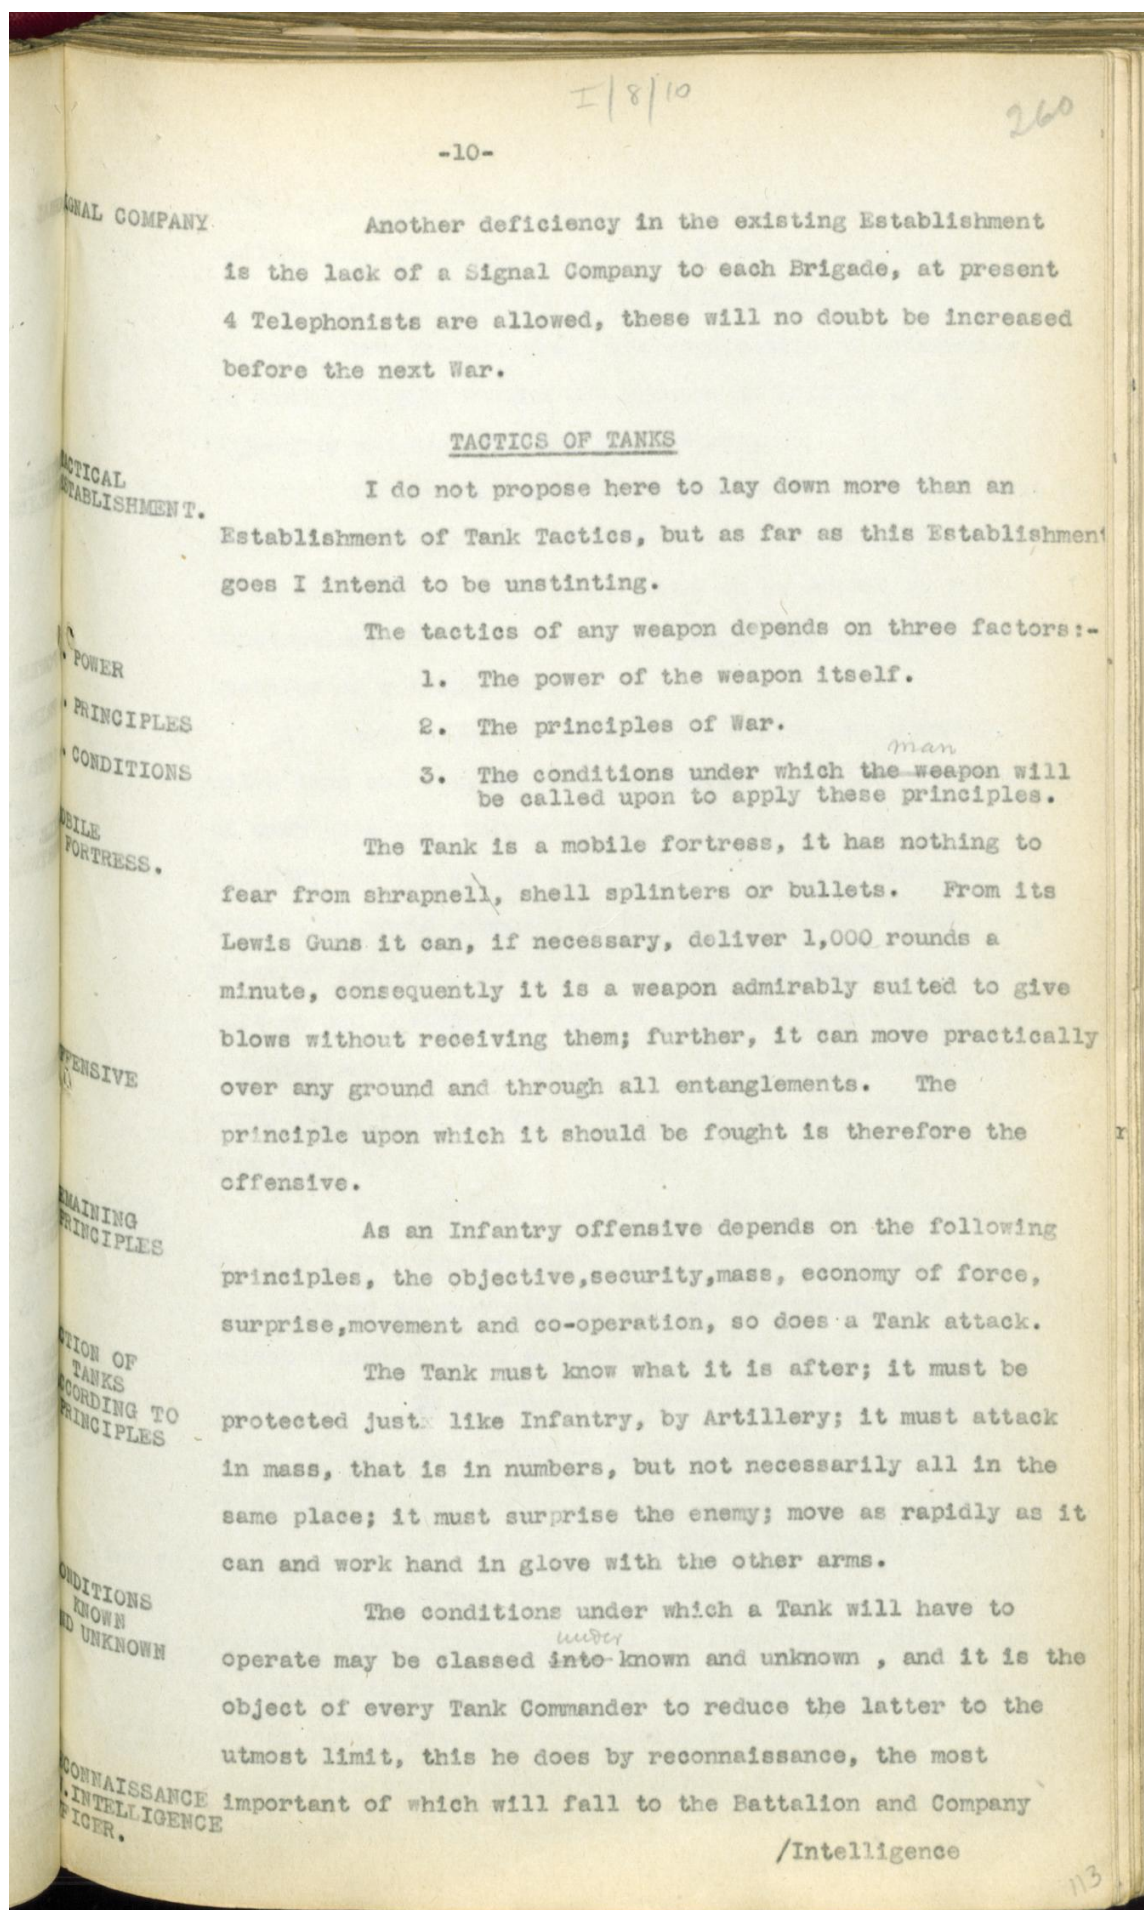 I/8/10
260
-10-
SIGNAL COMPANY
Another deficiency in the existing Establishment
is the lack of a Signal Company to each Brigade, at present
4 Telephonists are allowed, these will no doubt be increased
before the next War.
TACTICS OF TANKS
ACTICAL
STABLISHMENT.
I do not propose here to lay down more than an
Establishment of Tank Tactics, but as far as this Establishment
goes I intend to be unstinting.
The tactics of any weapon depends on three factors:-
. POWER
1. The power of the weapon itself.
. PRINCIPLES
2. The principles of War.
. CONDITIONS
man
3. The conditions under which the weapon will
be called upon to apply these principles.
OBILE
FORTRESS.
The Tank is a mobile fortress, it has nothing to
fear from shrapnell, shell splinters or bullets. From its
Lewis Guns it can, if necessary, deliver 1,000 rounds a
minute, consequently it is a weapon admirably suited to give
blows without receiving them; further, it can move practically
FFENSIVE
over any ground and through all entanglements. The
principle upon which it should be fought is therefore the
offensive.
EMAINING
PRINCIPLES
As an Infantry offensive depends on the following
principles, the objective,security,mass, economy of force,
surprise,movement and co-operation, so does a Tank attack.
CTION OF
TANKS
CCORDING TO
PRINCIPLES
The Tank must know what it is after; it must be
protected just like Infantry, by Artillery; it must attack
in mass, that is in numbers, but not necessarily all in the
same place; it must surprise the enemy; move as rapidly as it
can and work hand in glove with the other arms.
ONDITIONS
KNOWN
ND UNKNOWN
The conditions under which a Tank will have to
under
operate may be classed into known and unknown , and it is the
object of every Tank Commander to reduce the latter to the
utmost limit, this he does by reconnaissance, the most
CONNAISSANCE
.INTELLIGENCE
FICER.
important of which will fall to the Battalion and Company
/Intelligence
113